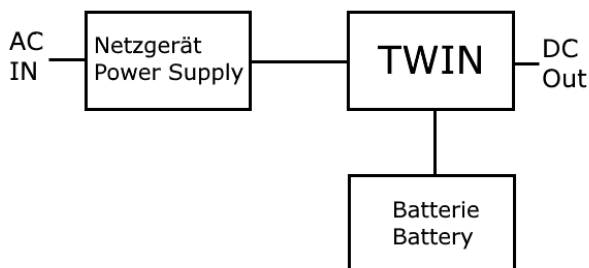 AC
IN
Netzgerät
Power Supply
TWIN
DC
Out
Batterie
Battery